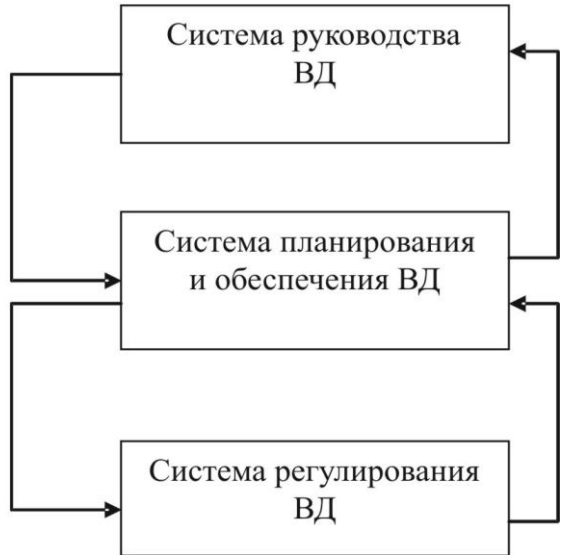 Система руководства
ВД
Система планирования
и обеспечения ВД
Система регулирования
ВД